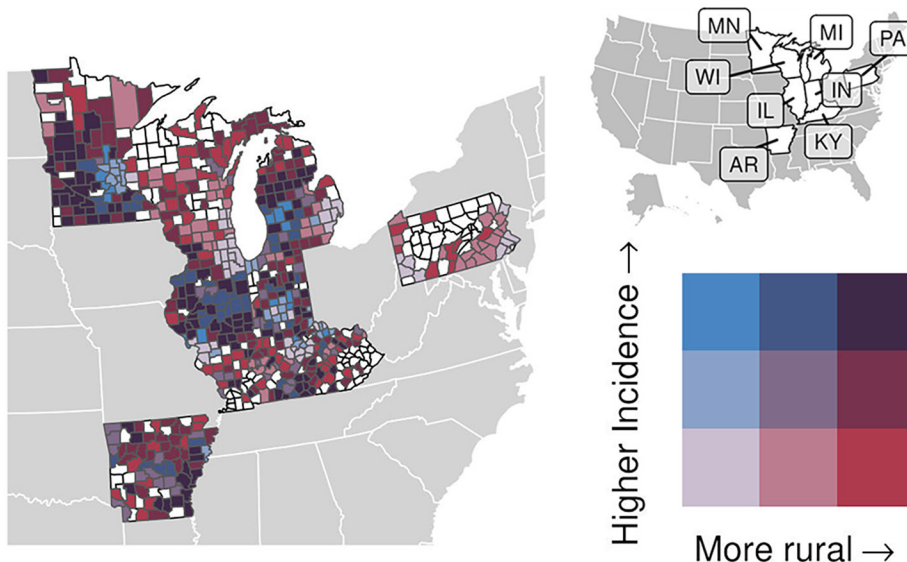 MN
MI
PA
WI
IN
IL
KY
AR
Higher Incidence →
More rural →